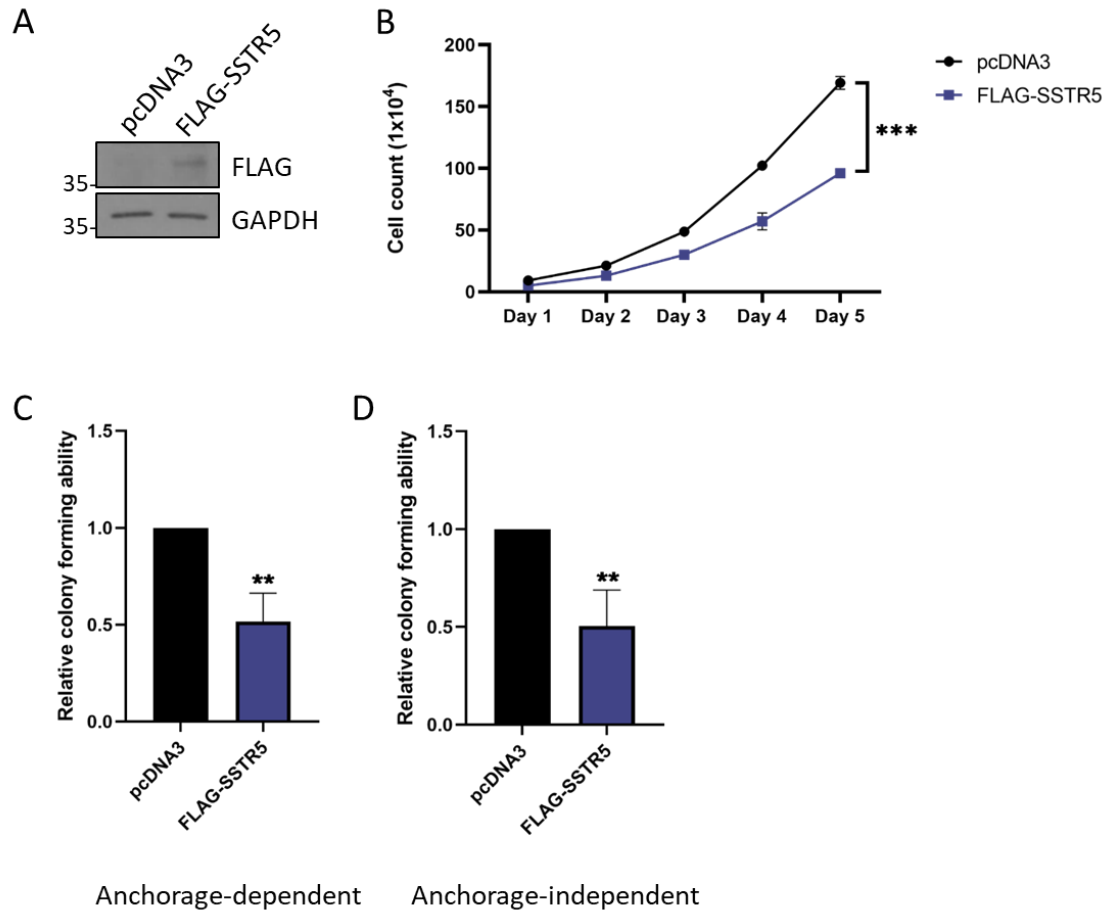 A
pcDNA3
FLAG-SSTR5
FLAG
35
GAPDH
35
B
200
150
100
50
0
Cell count (1x10⁴)
Day 1 Day 2 Day 3 Day 4 Day 5
pcDNA3
FLAG-SSTR5
***
C
Relative colony forming ability
1.5
1.0
0.5
0.0
**
pcDNA3
FLAG-SSTR5
Anchorage-dependent
D
Relative colony forming ability
1.5
1.0
0.5
0.0
**
pcDNA3
FLAG-SSTR5
Anchorage-independent